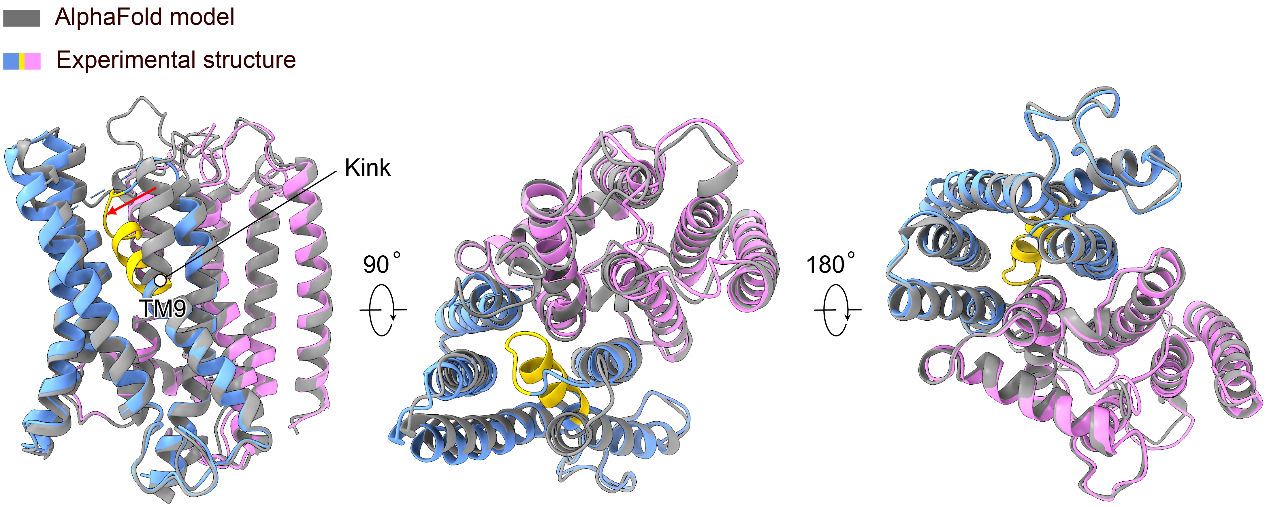 AlphaFold model
Experimental structure
Kink
TM9
90°
180°